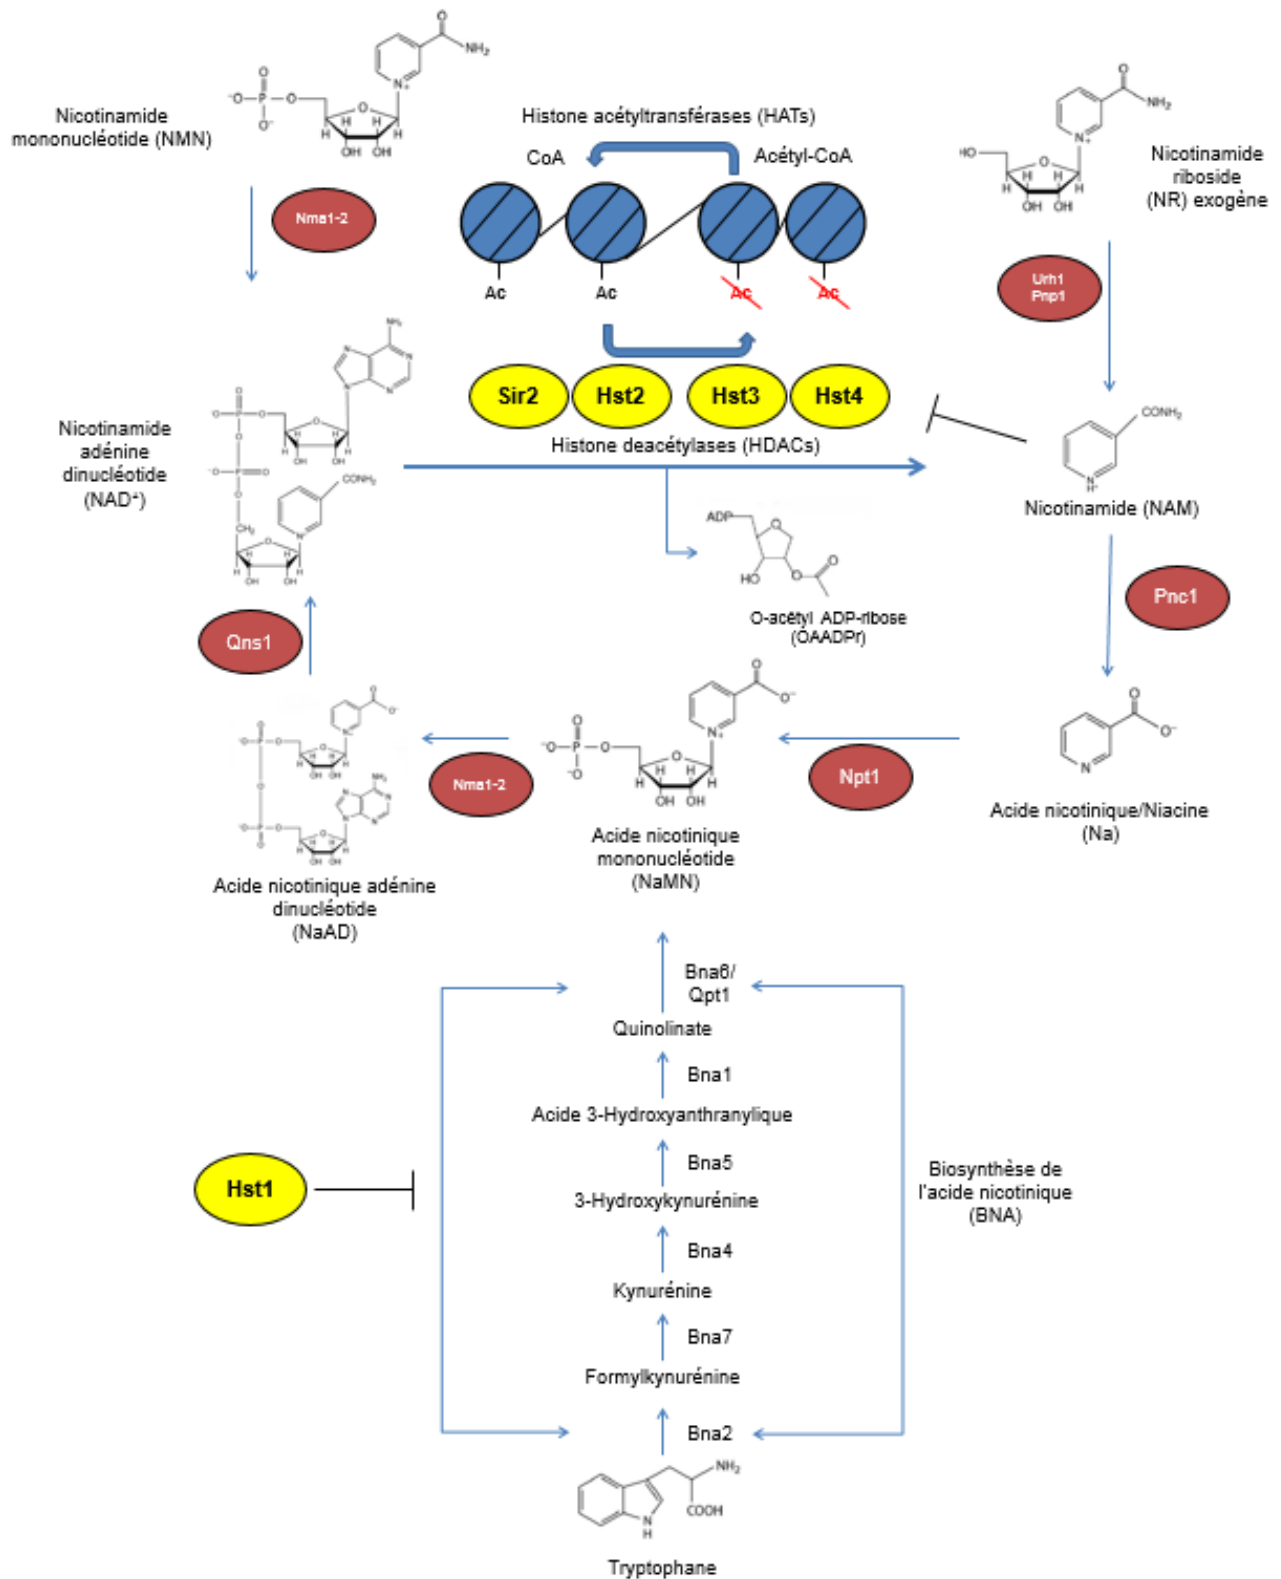 Nicotinamide
mononucléotide (NMN)
Nma1-2
Histone acétyltransférases (HATs)
CoA
Acétyl-CoA
Ac
Ac
Ac
Ac
Sir2
Hst2
Hst3
Hst4
Histone deacétylases (HDACs)
Nicotinamide
riboside
(NR) exogène
Urh1
Pnp1
Nicotinamide
adénine
dinucléotide
(NAD⁺)
CONH₂
Nicotinamide (NAM)
O-acétyl ADP-ribose
(OAADPr)
Pnc1
Qns1
Acide nicotinique/Niacine
(Na)
Npt1
Acide nicotinique
mononucléotide
(NaMN)
Nma1-2
Acide nicotinique adénine
dinucléotide
(NaAD)
Bna6/
Qpt1
Quinolinate
Bna1
Acide 3-Hydroxyanthranylique
Bna5
3-Hydroxykynurénine
Bna4
Kynurénine
Bna7
Formylkynurénine
Bna2
Hst1
Biosynthèse de
l'acide nicotinique
(BNA)
NH₂
COOH
N
H
Tryptophane